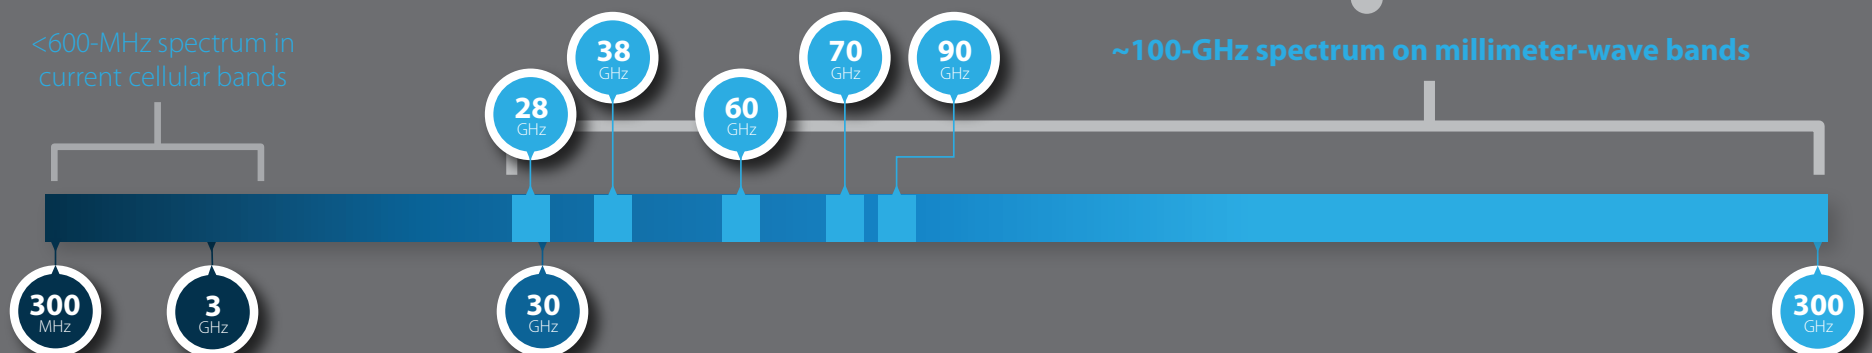 <600-MHz spectrum in
current cellular bands
28
GHz
38
GHz
60
GHz
70
GHz
90
GHz
~100-GHz spectrum on millimeter-wave bands
300
MHz
3
GHz
30
GHz
300
GHz